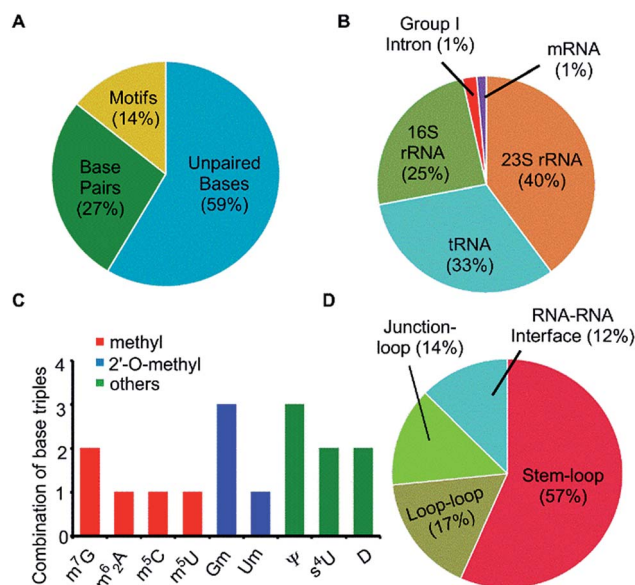 A
Motifs
(14%)
Base
Pairs
(27%)
Unpaired
Bases
(59%)
B
Group I
Intron (1%)
mRNA
(1%)
16S
rRNA
(25%)
23S rRNA
(40%)
tRNA
(33%)
C
methyl
2'-O-methyl
others
Combination of base triples
4
3
2
1
0
m⁷G
m⁶₂A
m⁵C
m⁵U
Gm
Um
Ψ
s⁴U
D
D
RNA-RNA
Interface (12%)
Junction-
loop (14%)
Stem-loop
(57%)
Loop-loop
(17%)